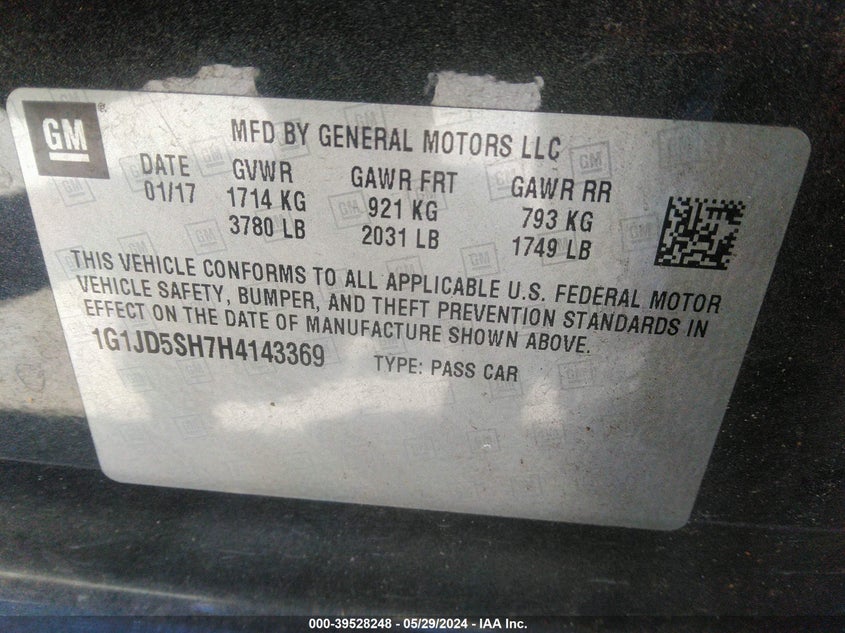 GM
MFD BY GENERAL MOTORS LLC
DATE GVWR GAWR FRT GAWR RR
01/17 1714 KG 921 KG 793 KG
3780 LB 2031 LB 1749 LB
THIS VEHICLE CONFORMS TO ALL APPLICABLE U.S. FEDERAL MOTOR
VEHICLE SAFETY, BUMPER, AND THEFT PREVENTION STANDARDS IN
EFFECT ON THE DATE OF MANUFACTURE SHOWN ABOVE.
1G1JD5SH7H4143369 TYPE: PASS CAR
000-39528248 - 05/29/2024 - IAA Inc.